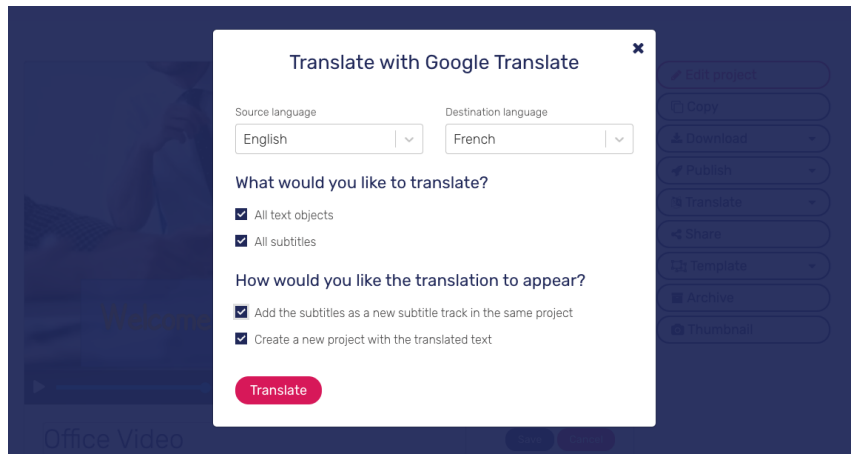 Translate with Google Translate
Source language
Destination language
English
French
What would you like to translate?
All text objects
All subtitles
How would you like the translation to appear?
Add the subtitles as a new subtitle track in the same project
Create a new project with the translated text
Translate
Edit project
Copy
Download
Publish
Translate
Share
Template
Archive
Thumbnail
Welcome
Office Video
Save
Cancel